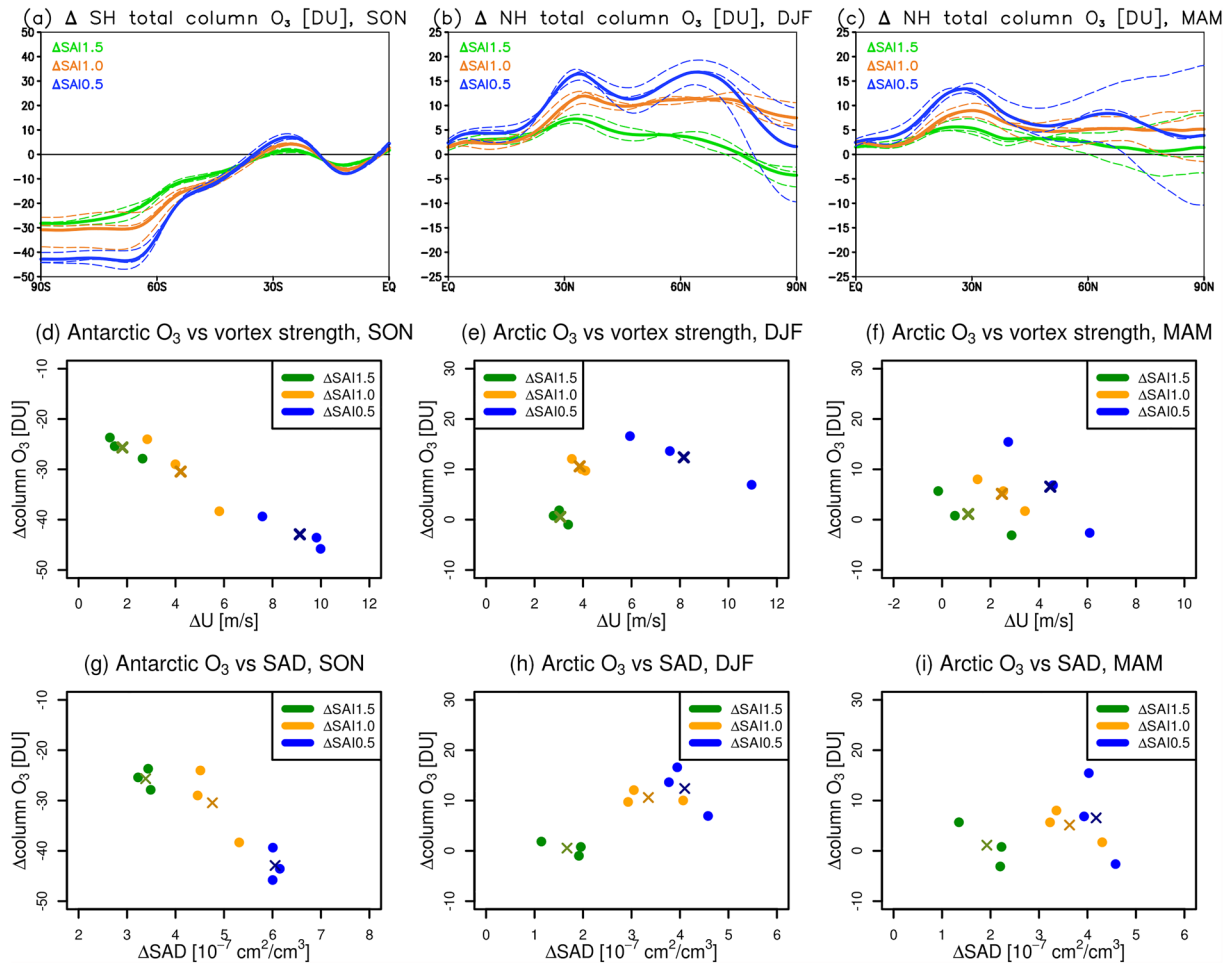 (a) Δ SH total column O₃ [DU], SON
50
40
30
20
10
0
−10
−20
−30
−40
−50
ΔSAI1.5
ΔSAI1.0
ΔSAI0.5
90S 60S 30S EQ
(b) Δ NH total column O₃ [DU], DJF
25
20
15
10
5
0
−5
−10
−15
−20
−25
ΔSAI1.5
ΔSAI1.0
ΔSAI0.5
EQ 30N 60N 90N
(c) Δ NH total column O₃ [DU], MAM
25
20
15
10
5
0
−5
−10
−15
−20
−25
ΔSAI1.5
ΔSAI1.0
ΔSAI0.5
EQ 30N 60N 90N
(d) Antarctic O₃ vs vortex strength, SON
Δcolumn O₃ [DU]
-10
-20
-30
-40
-50
ΔSAI1.5
ΔSAI1.0
ΔSAI0.5
0 2 4 6 8 10 12
ΔU [m/s]
(e) Arctic O₃ vs vortex strength, DJF
Δcolumn O₃ [DU]
30
20
10
0
-10
ΔSAI1.5
ΔSAI1.0
ΔSAI0.5
0 2 4 6 8 10 12
ΔU [m/s]
(f) Arctic O₃ vs vortex strength, MAM
Δcolumn O₃ [DU]
30
20
10
0
-10
ΔSAI1.5
ΔSAI1.0
ΔSAI0.5
-2 0 2 4 6 8 10
ΔU [m/s]
(g) Antarctic O₃ vs SAD, SON
Δcolumn O₃ [DU]
-10
-20
-30
-40
-50
ΔSAI1.5
ΔSAI1.0
ΔSAI0.5
2 3 4 5 6 7 8
ΔSAD [10⁻⁷ cm²/cm³]
(h) Arctic O₃ vs SAD, DJF
Δcolumn O₃ [DU]
30
20
10
0
-10
ΔSAI1.5
ΔSAI1.0
ΔSAI0.5
0 1 2 3 4 5 6
ΔSAD [10⁻⁷ cm²/cm³]
(i) Arctic O₃ vs SAD, MAM
Δcolumn O₃ [DU]
30
20
10
0
-10
ΔSAI1.5
ΔSAI1.0
ΔSAI0.5
0 1 2 3 4 5 6
ΔSAD [10⁻⁷ cm²/cm³]